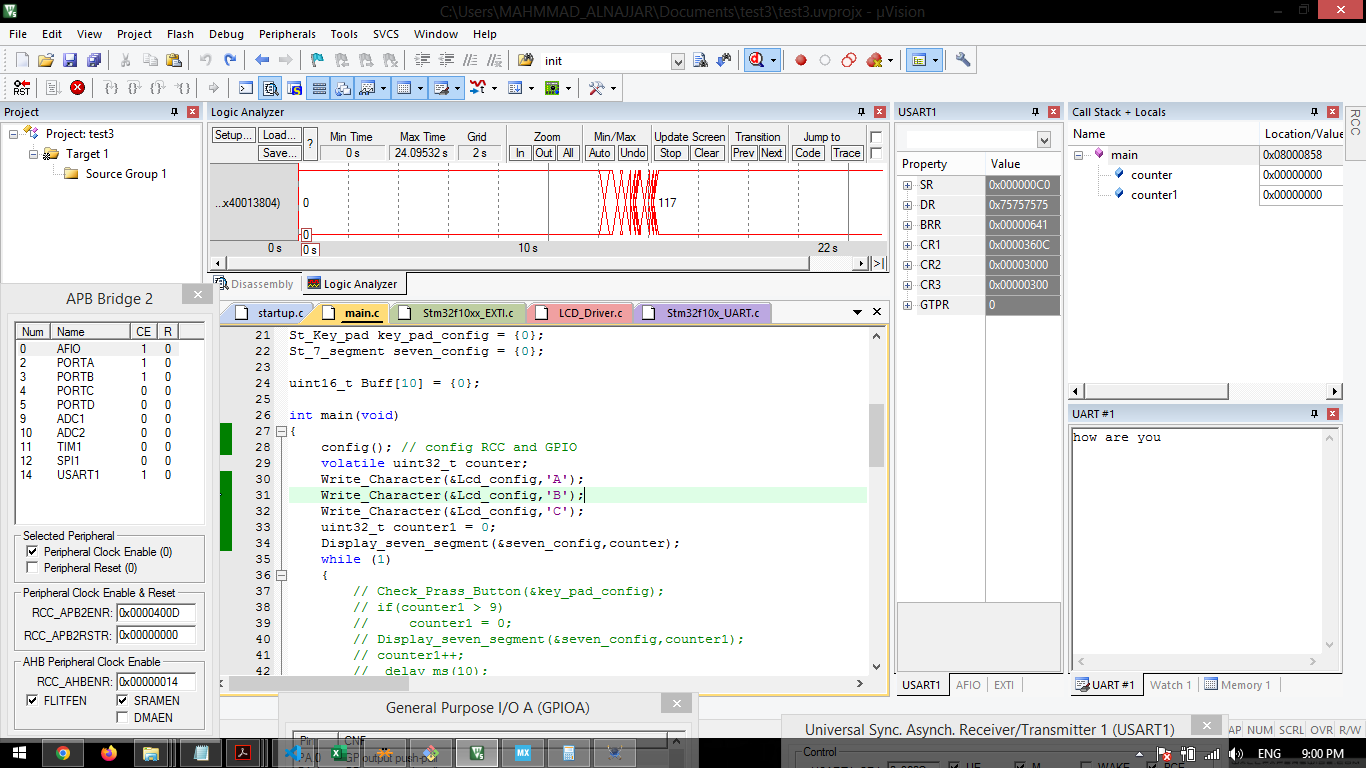 C:\Users\MAHMMAD_ALNAJJAR\Documents\test3\test3.uvprojx - µVision
File Edit View Project Flash Debug Peripherals Tools SVCS Window Help
init
RST
Project
Project: test3
Target 1
Source Group 1
Logic Analyzer
Setup... Load... Save... ?
Min Time Max Time Grid Zoom Min/Max Update Screen Transition Jump to
0 s 24.09532 s 2 s In Out All Auto Undo Stop Clear Prev Next Code Trace
...x40013804) 0 0 117
0 s 0 s 10 s 22 s
>|
Disassembly Logic Analyzer
startup.c main.c Stm32f10xx_EXTI.c LCD_Driver.c Stm32f10x_UART.c
21 St_Key_pad key_pad_config = {0};
22 St_7_segment seven_config = {0};
23
24 uint16_t Buff[10] = {0};
25
26 int main(void)
27 {
28 config(); // config RCC and GPIO
29 volatile uint32_t counter;
30 Write_Character(&Lcd_config,'A');
31 Write_Character(&Lcd_config,'B');
32 Write_Character(&Lcd_config,'C');
33 uint32_t counter1 = 0;
34 Display_seven_segment(&seven_config,counter);
35 while (1)
36 {
37 // Check_Prass_Button(&key_pad_config);
38 // if(counter1 > 9)
39 // counter1 = 0;
40 // Display_seven_segment(&seven_config,counter1);
41 // counter1++;
42 // delay_ms(10);
APB Bridge 2
Num Name CE R
0 AFIO 1 0
2 PORTA 1 0
3 PORTB 1 0
4 PORTC 0 0
5 PORTD 0 0
9 ADC1 0 0
10 ADC2 0 0
11 TIM1 0 0
12 SPI1 0 0
14 USART1 1 0
Selected Peripheral
Peripheral Clock Enable (0)
Peripheral Reset (0)
Peripheral Clock Enable & Reset
RCC_APB2ENR: 0x0000400D
RCC_APB2RSTR: 0x00000000
AHB Peripheral Clock Enable
RCC_AHBENR: 0x00000014
FLITFEN SRAMEN
DMAEN
USART1
Property Value
SR 0x000000C0
DR 0x75757575
BRR 0x00000641
CR1 0x0000360C
CR2 0x00003000
CR3 0x00000300
GTPR 0
USART1 AFIO EXTI
Call Stack + Locals
Name Location/Value
main 0x08000858
counter 0x00000000
counter1 0x00000000
RCC
UART #1
how are you
UART #1 Watch 1 Memory 1
General Purpose I/O A (GPIOA)
Universal Sync. Asynch. Receiver/Transmitter 1 (USART1)
Control
AP NUM SCRL OVR R/W
MX
ENG 9:00 PM